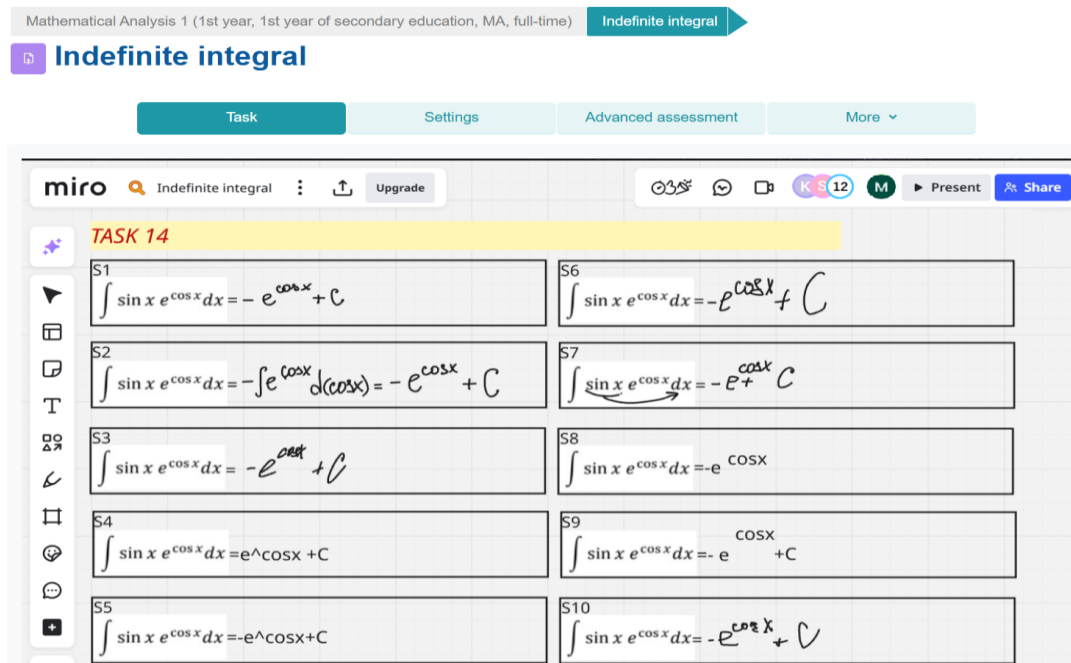 Mathematical Analysis 1 (1st year, 1st year of secondary education, MA, full-time) Indefinite integral
Indefinite integral
Task Settings Advanced assessment More
miro Indefinite integral Upgrade K S 12 M Present Share
TASK 14
S1
∫ sin x e^{cos x} dx = - e^{cosx} + C
S2
∫ sin x e^{cos x} dx = -∫e^{cosx} d(cosx) = - e^{cosx} + C
S3
∫ sin x e^{cos x} dx = -e^{cosx} + C
S4
∫ sin x e^{cos x} dx =e^cosx +C
S5
∫ sin x e^{cos x} dx =-e^cosx+C
S6
∫ sin x e^{cos x} dx = -e^{cosx} + C
S7
∫ sin x e^{cos x} dx = - e^{cosx} + C
S8
∫ sin x e^{cos x} dx =-e^{cosx}
S9
∫ sin x e^{cos x} dx =- e^{cosx} +C
S10
∫ sin x e^{cos x} dx= -e^{cosx} + C